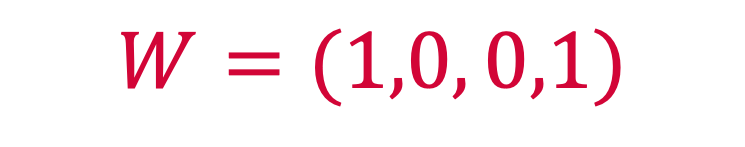 W = (1,0, 0,1)